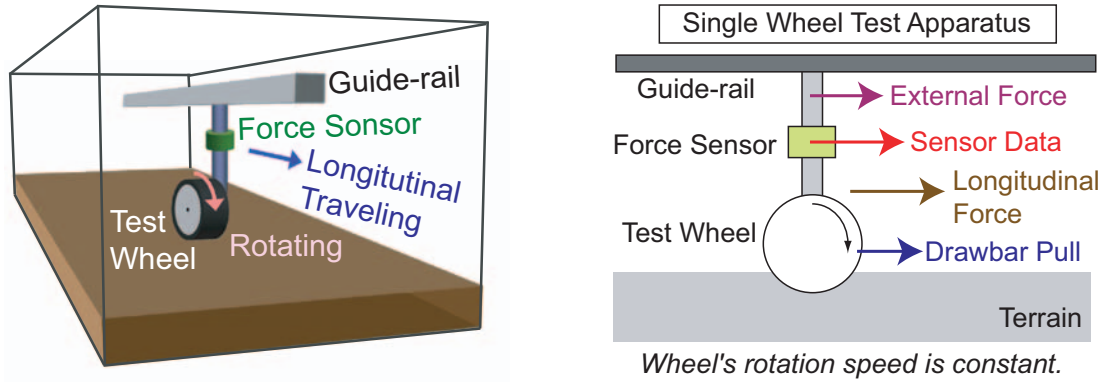 Guide-rail
Force Sonsor
Longitutinal
Traveling
Test
Wheel
Rotating
Single Wheel Test Apparatus
Guide-rail
External Force
Force Sensor
Sensor Data
Longitudinal
Force
Test Wheel
Drawbar Pull
Terrain
Wheel's rotation speed is constant.